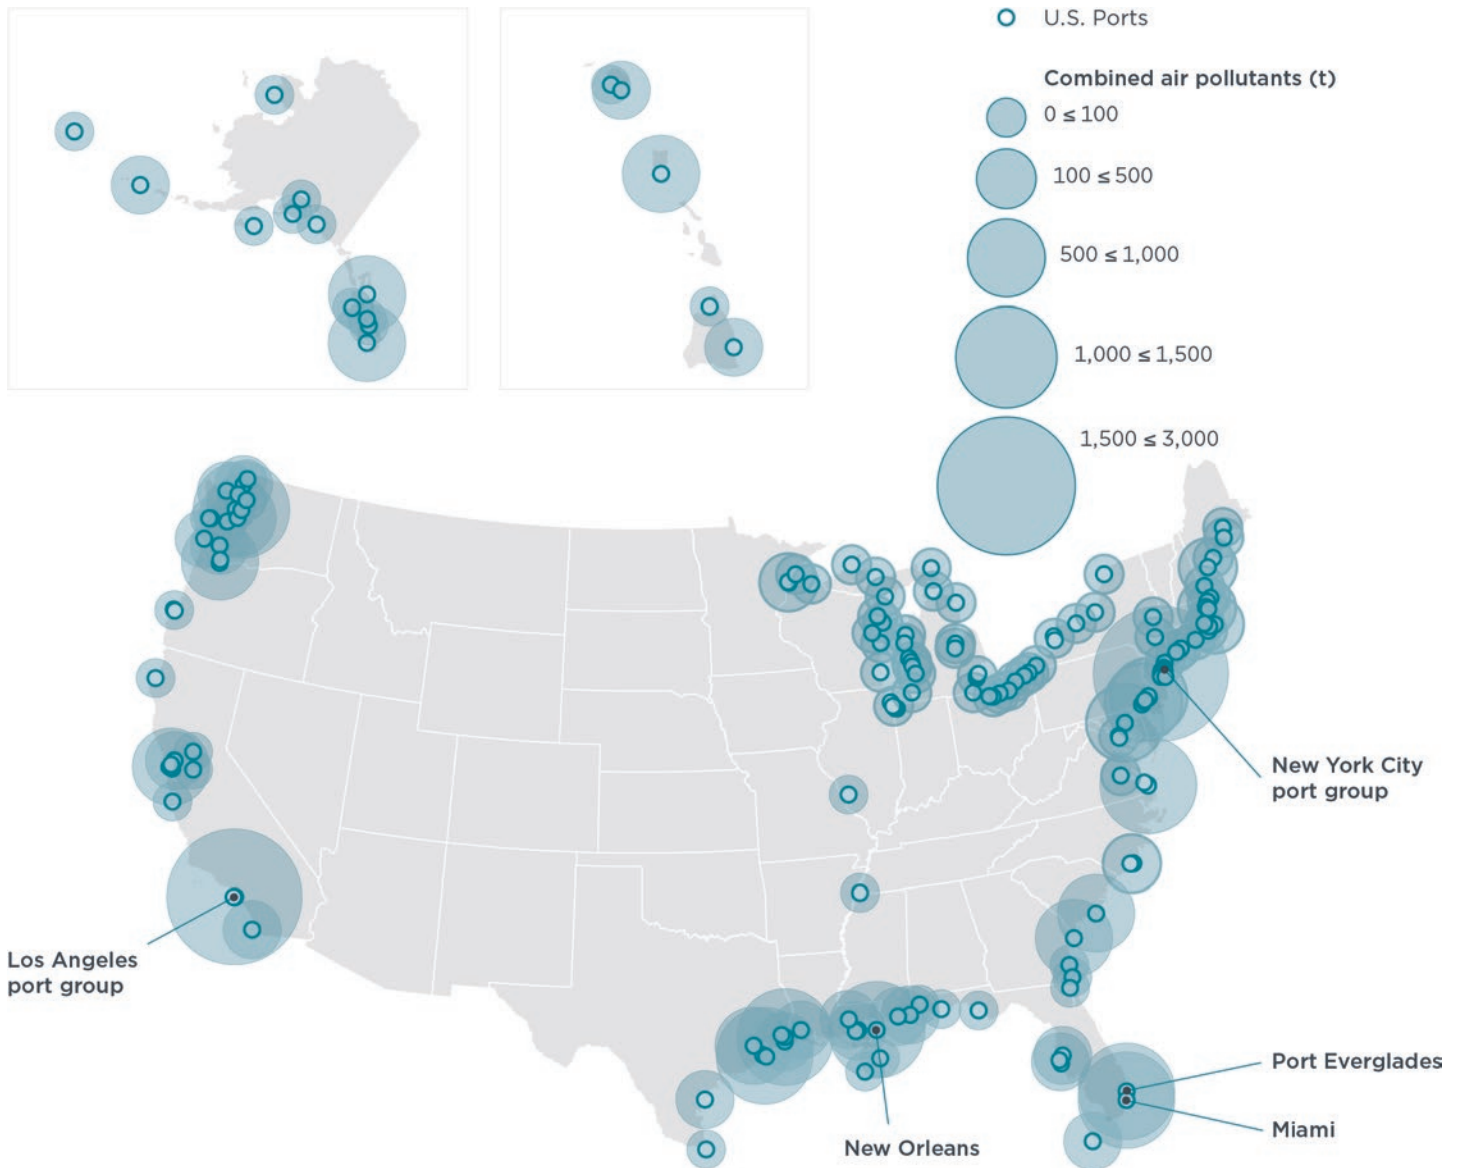 U.S. Ports
Combined air pollutants (t)
0 ≤ 100
100 ≤ 500
500 ≤ 1,000
1,000 ≤ 1,500
1,500 ≤ 3,000
New York City
port group
Los Angeles
port group
Port Everglades
Miami
New Orleans